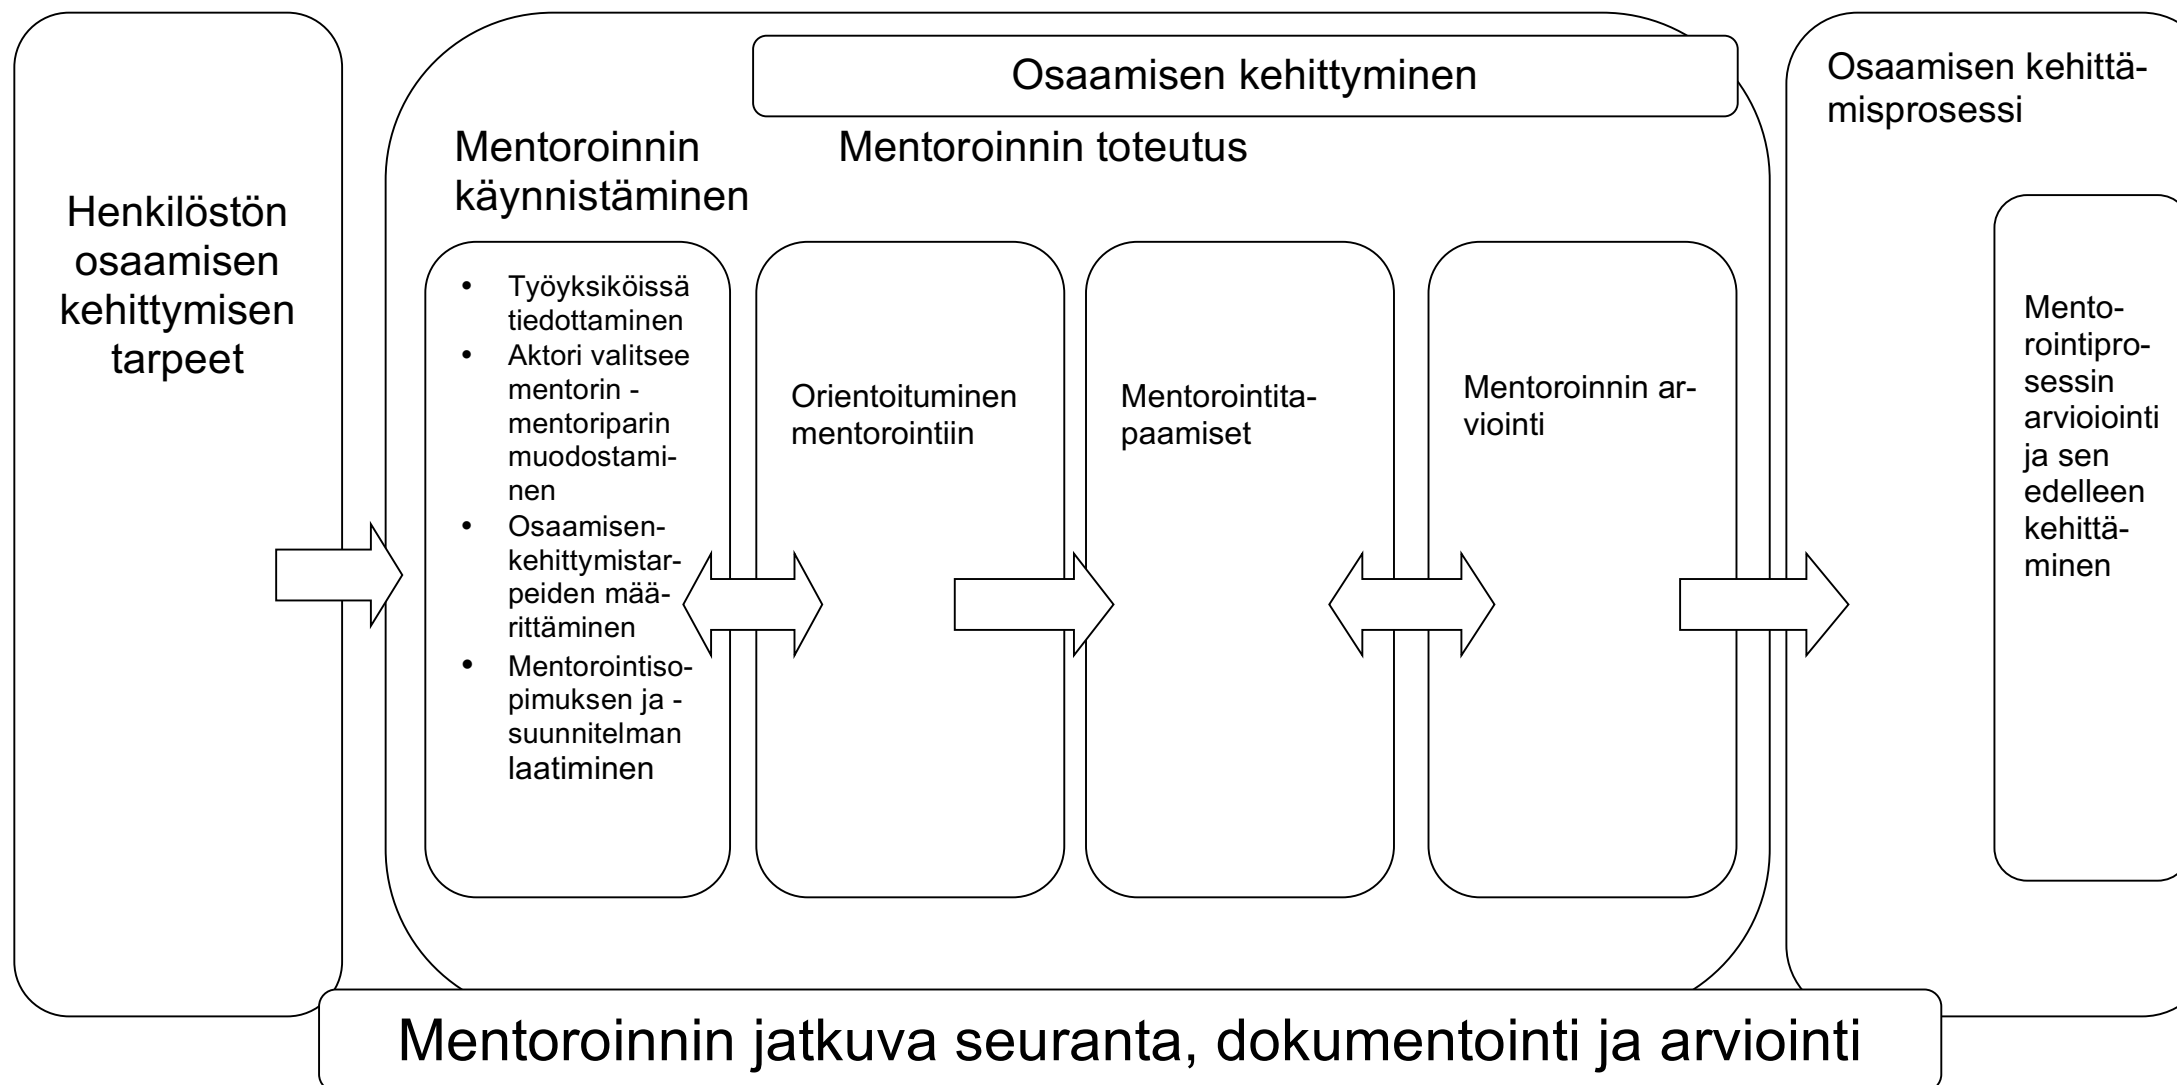 Henkilöstön
osaamisen
kehittymisen
tarpeet
Osaamisen kehittyminen
Mentoroinnin
käynnistäminen
Mentoroinnin toteutus
• Työyksiköissä
tiedottaminen
• Aktori valitsee
mentorin -
mentoriparin
muodostami-
nen
• Osaamisen-
kehittymistar-
peiden mää-
rittäminen
• Mentorointiso-
pimuksen ja -
suunnitelman
laatiminen
Orientoituminen
mentorointiin
Mentorointita-
paamiset
Mentoroinnin ar-
viointi
Osaamisen kehittä-
misprosessi
Mento-
rointipro-
sessin
arvioiointi
ja sen
edelleen
kehittä-
minen
Mentoroinnin jatkuva seuranta, dokumentointi ja arviointi